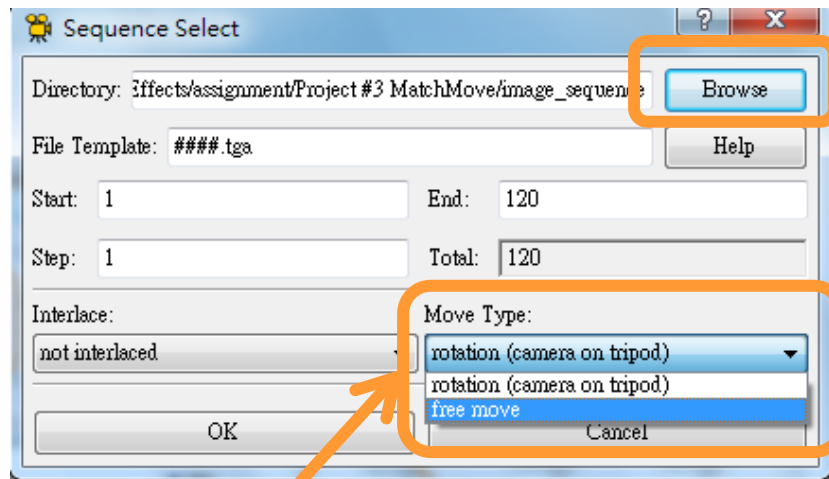 Sequence Select
Directory: Effects/assignment/Project #3 MatchMove/image_sequence Browse
File Template: ####.tga Help
Start: 1 End: 120
Step: 1 Total: 120
Interlace: Move Type:
not interlaced rotation (camera on tripod)
rotation (camera on tripod)
free move
OK Cancel